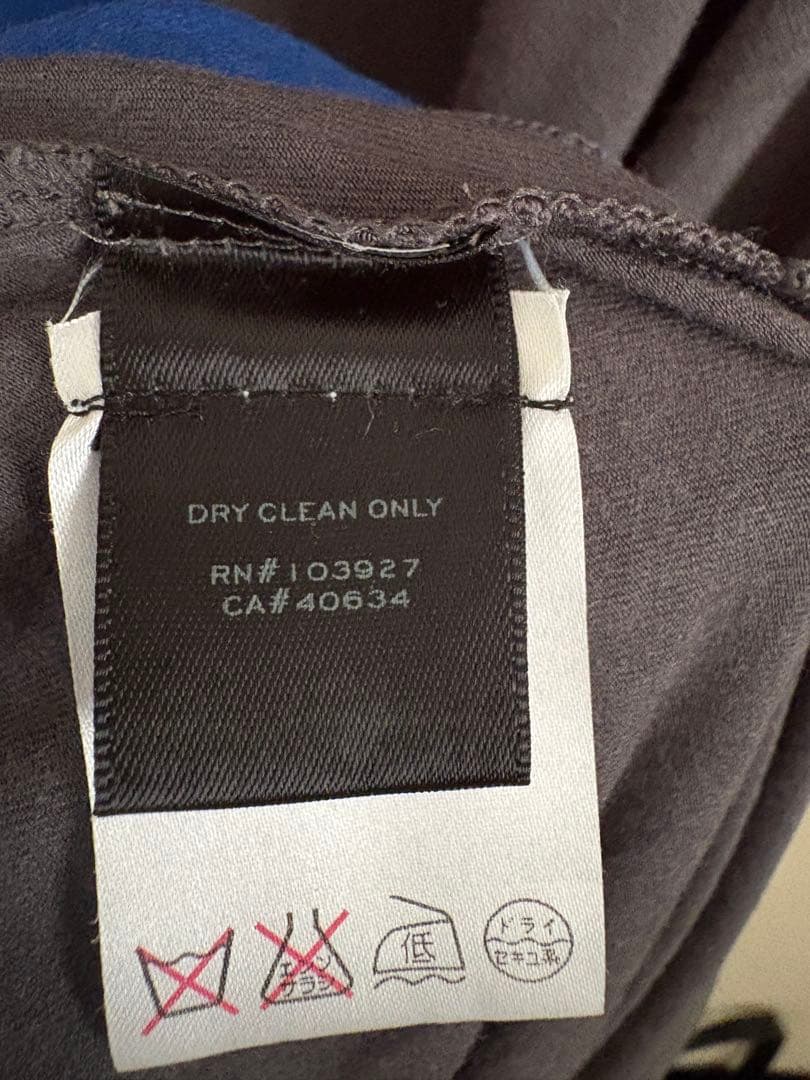 DRY CLEAN ONLY
RN#103927
CA#40634
エンソ
サラシ
低
ドライ
セキユ系